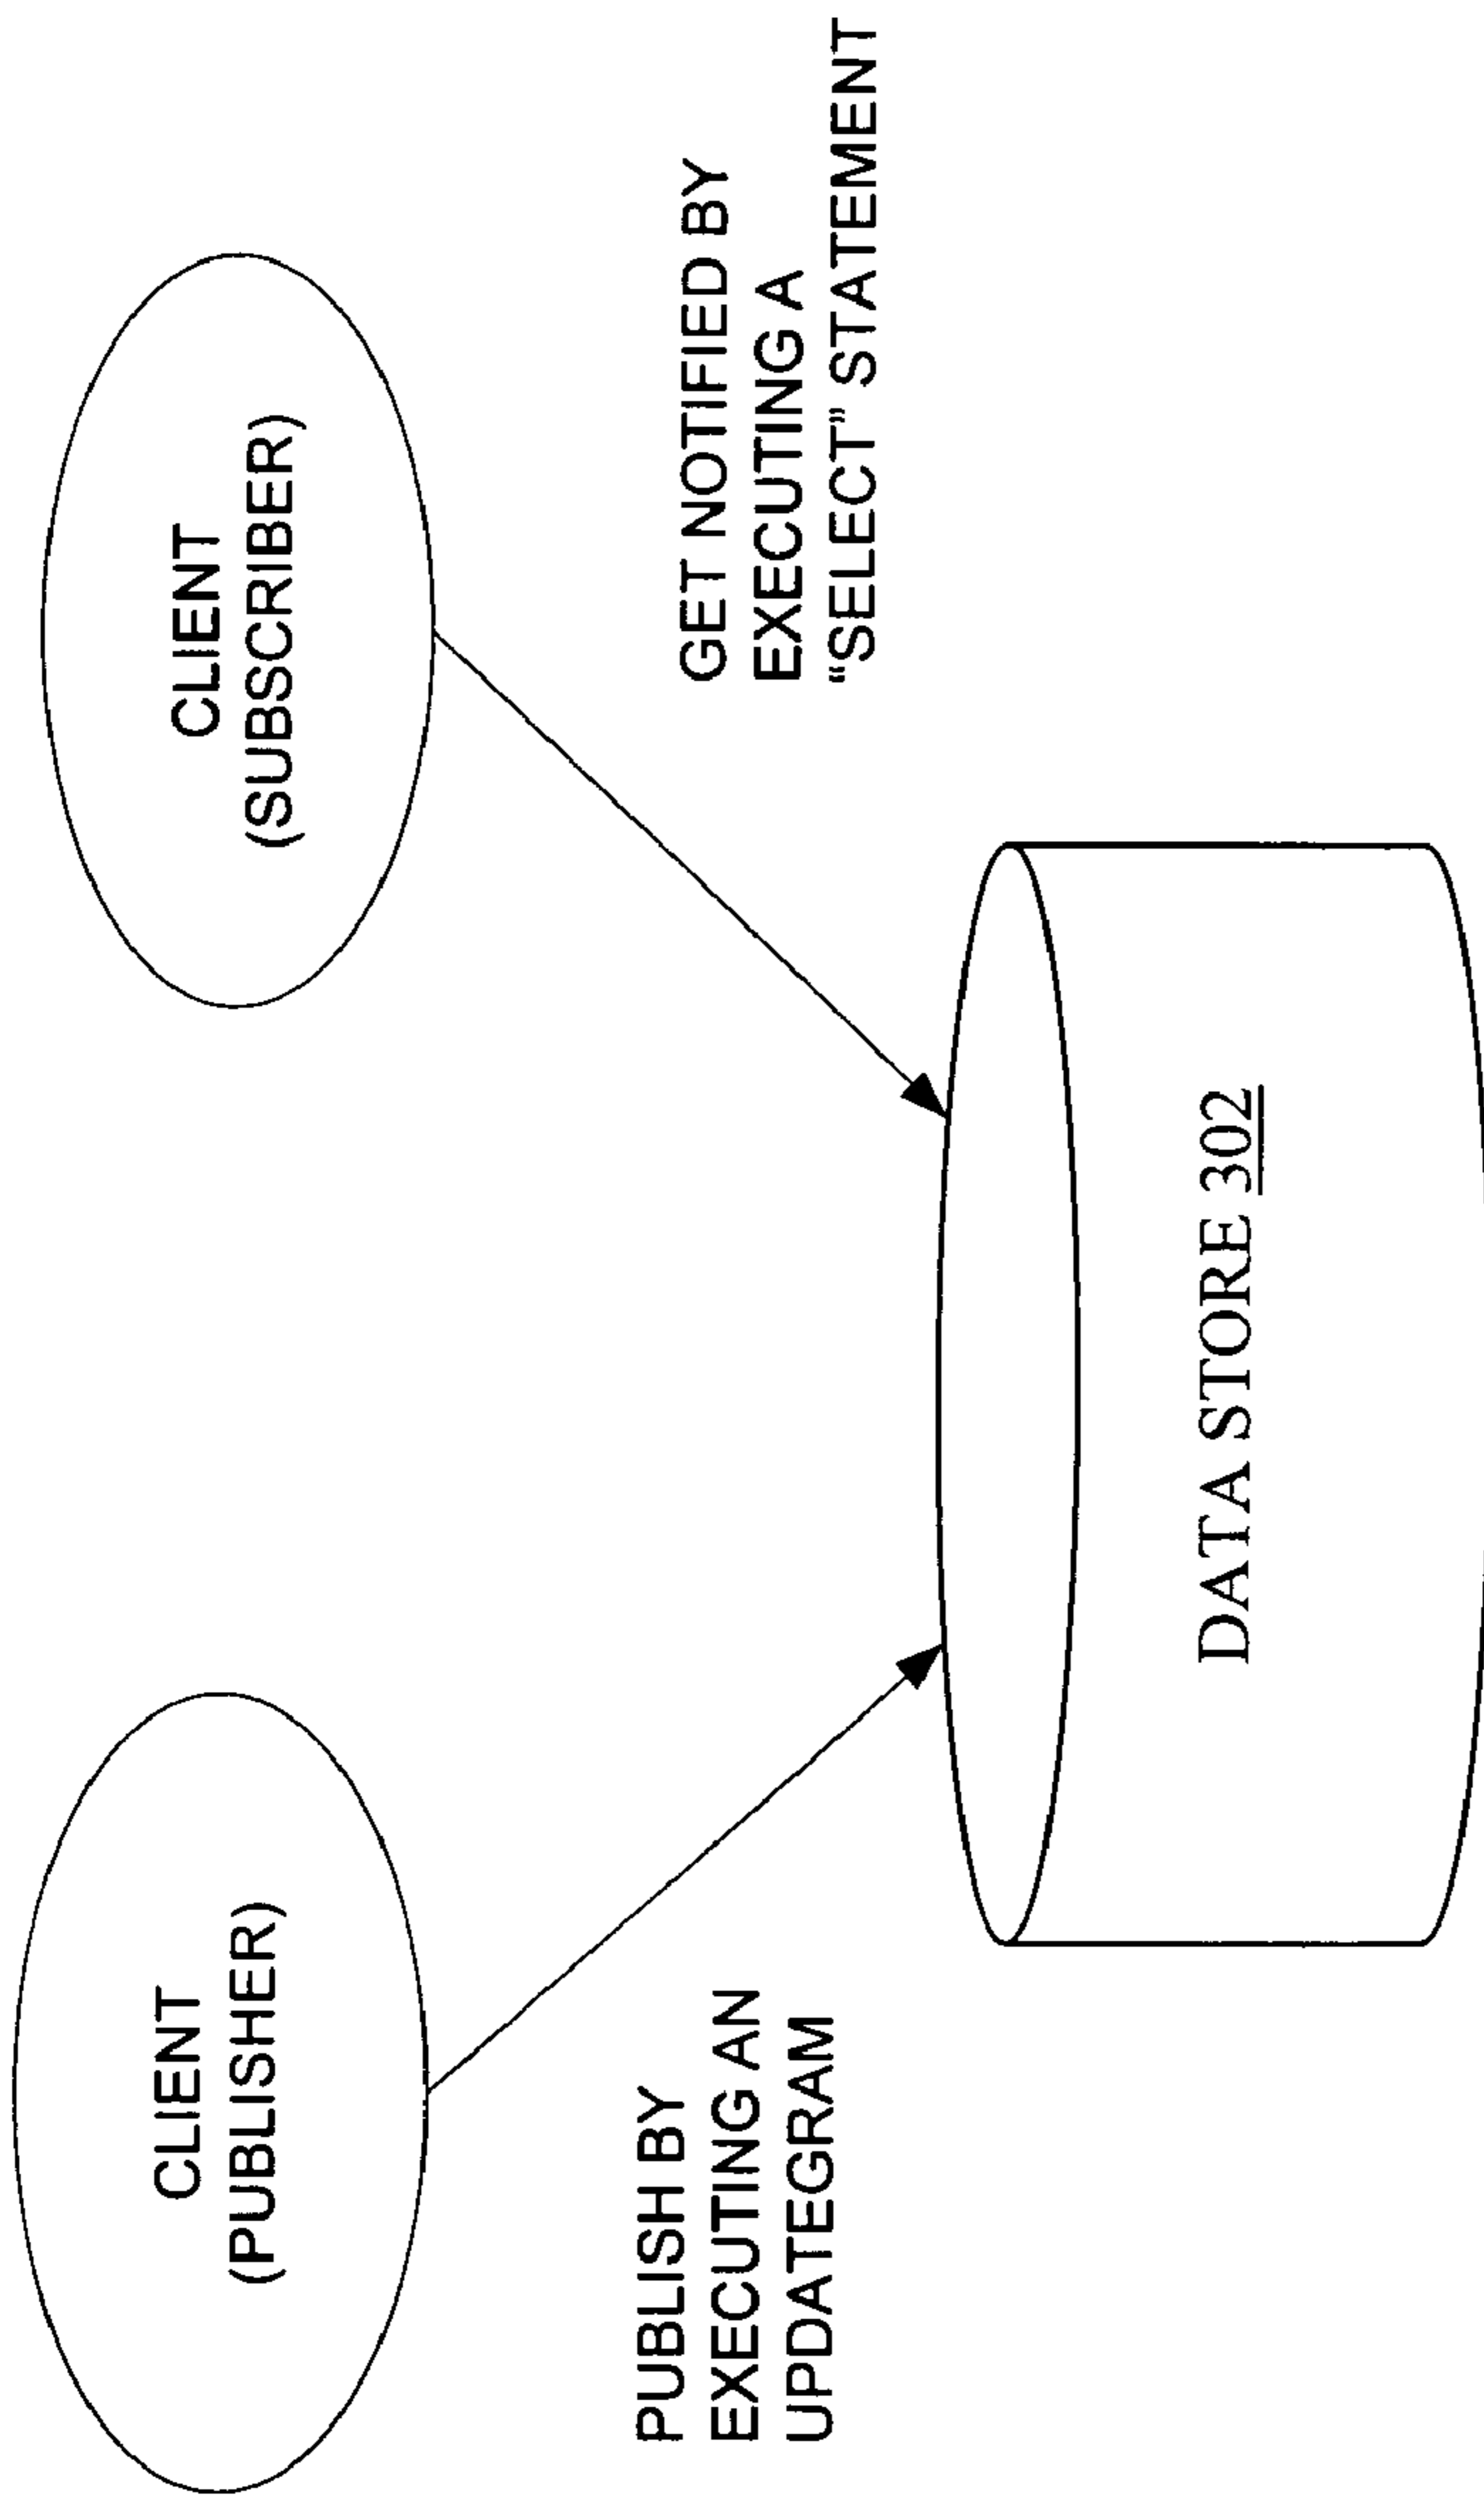 CLIENT
(PUBLISHER)
CLIENT
(SUBSCRIBER)
PUBLISH BY
EXECUTING AN
UPDATEGRAM
GET NOTIFIED BY
EXECUTING A
“SELECT” STATEMENT
DATA STORE 302